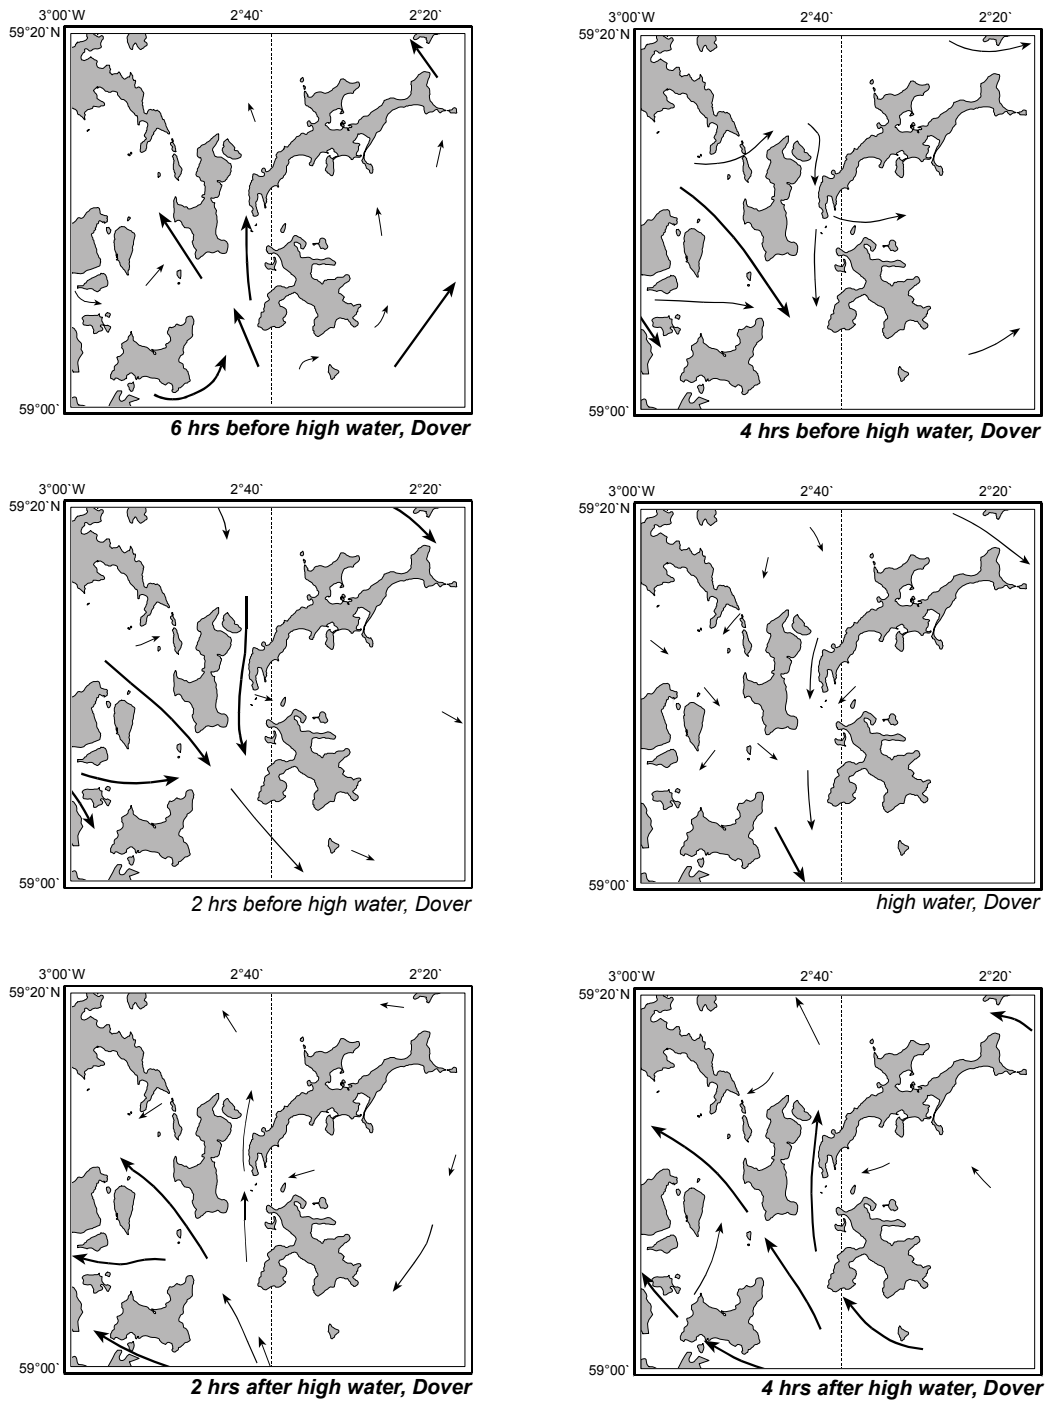 3°00`W 2°40` 2°20`
59°20`N
59°00`
6 hrs before high water, Dover
3°00`W 2°40` 2°20`
59°20`N
59°00`
4 hrs before high water, Dover
3°00`W 2°40` 2°20`
59°20`N
59°00`
2 hrs before high water, Dover
3°00`W 2°40` 2°20`
59°20`N
59°00`
high water, Dover
3°00`W 2°40` 2°20`
59°20`N
59°00`
2 hrs after high water, Dover
3°00`W 2°40` 2°20`
59°20`N
59°00`
4 hrs after high water, Dover